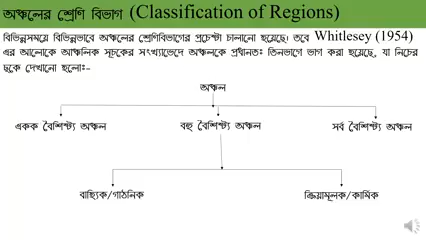 অঞ্চলের শ্রেণি বিভাগ (Classification of Regions)
বিভিন্নসময়ে বিভিন্নভাবে অঞ্চলের শ্রেণিবিভাগের প্রচেষ্টা চালানো হয়েছে। তবে Whitlesey (1954)
এর আলোকে আঞ্চলিক সূচকের সংখ্যাভেদে অঞ্চলকে প্রধানতঃ তিনভাগে ভাগ করা হয়েছে, যা নিচের
ছকে দেখানো হলোঃ-
অঞ্চল
একক বৈশিষ্ট্য অঞ্চল বহু বৈশিষ্ট্য অঞ্চল সর্ব বৈশিষ্ট্য অঞ্চল
বাহ্যিক/গাঠনিক ক্রিয়ামূলক/কার্মিক